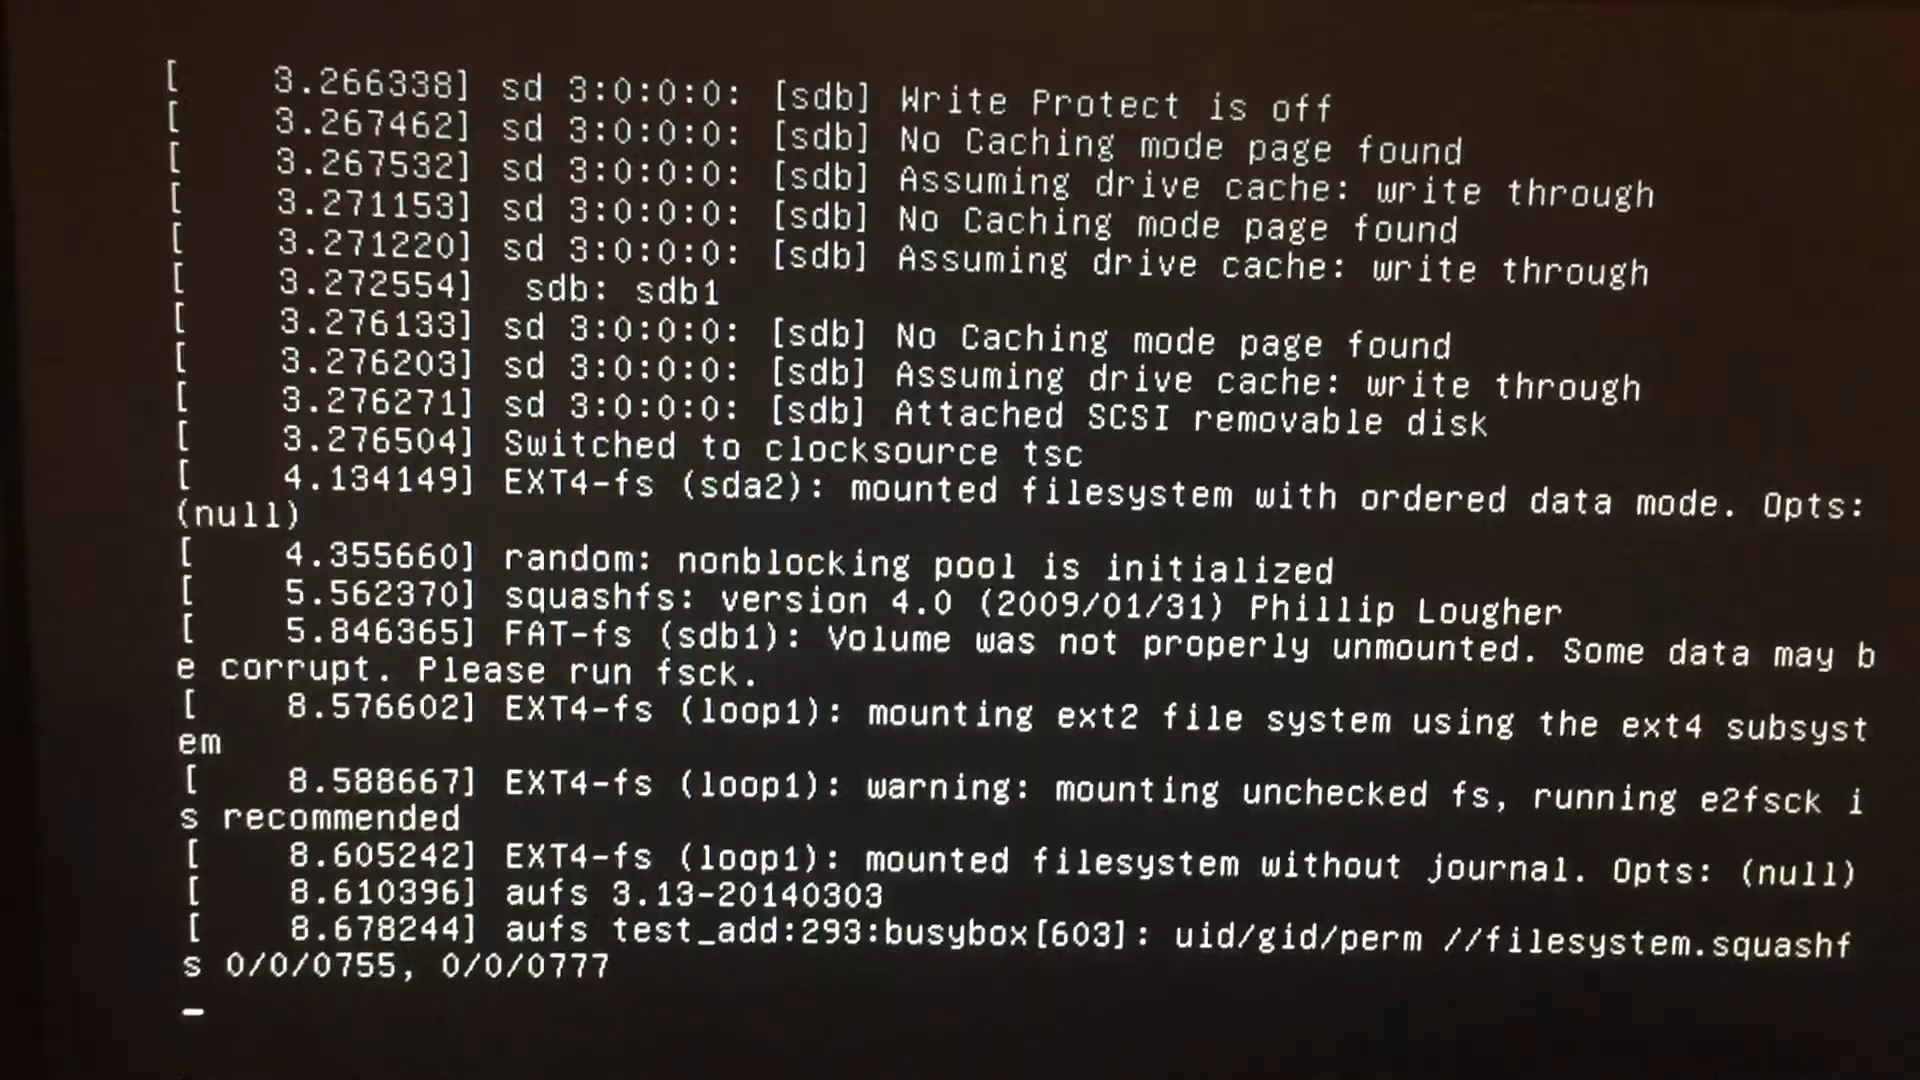 [    3.266338] sd 3:0:0:0: [sdb] Write Protect is off
[    3.267462] sd 3:0:0:0: [sdb] No Caching mode page found
[    3.267532] sd 3:0:0:0: [sdb] Assuming drive cache: write through
[    3.271153] sd 3:0:0:0: [sdb] No Caching mode page found
[    3.271220] sd 3:0:0:0: [sdb] Assuming drive cache: write through
[    3.272554]  sdb: sdb1
[    3.276133] sd 3:0:0:0: [sdb] No Caching mode page found
[    3.276203] sd 3:0:0:0: [sdb] Assuming drive cache: write through
[    3.276271] sd 3:0:0:0: [sdb] Attached SCSI removable disk
[    3.276504] Switched to clocksource tsc
[    4.134149] EXT4-fs (sda2): mounted filesystem with ordered data mode. Opts:
(null)
[    4.355660] random: nonblocking pool is initialized
[    5.562370] squashfs: version 4.0 (2009/01/31) Phillip Lougher
[    5.846365] FAT-fs (sdb1): Volume was not properly unmounted. Some data may b
e corrupt. Please run fsck.
[    8.576602] EXT4-fs (loop1): mounting ext2 file system using the ext4 subsyst
em
[    8.588667] EXT4-fs (loop1): warning: mounting unchecked fs, running e2fsck i
s recommended
[    8.605242] EXT4-fs (loop1): mounted filesystem without journal. Opts: (null)
[    8.610396] aufs 3.13-20140303
[    8.678244] aufs test_add:293:busybox[603]: uid/gid/perm //filesystem.squashf
s 0/0/0755, 0/0/0777
_